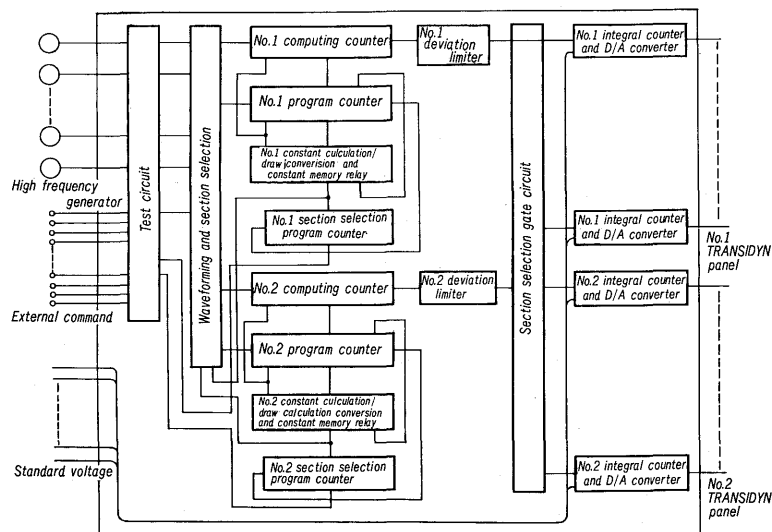 No.1 computing counter
No.1
deviation
limiter
No.1 integral counter
and D/A converter
No.1 program counter
No.1 constant culculation/
draw conversision and
constant memory relay
High frequency
generator
Test circuit
Waveforming and section selection
No.1 section selection
program counter
Section selection gate circuit
No.1 integral counter
and D/A converter
No.1
TRANSIDYN
panel
No.2 computing counter
No.2 deviation
limiter
No.2 integral counter
and D/A converter
External command
No.2 program counter
No.2 constant culculation/
draw calculation conversion
and constant memory relay
Standard voltage
No.2 section selection
program counter
No.2 integral counter
and D/A converter
No.2
TRANSIDYN
panel